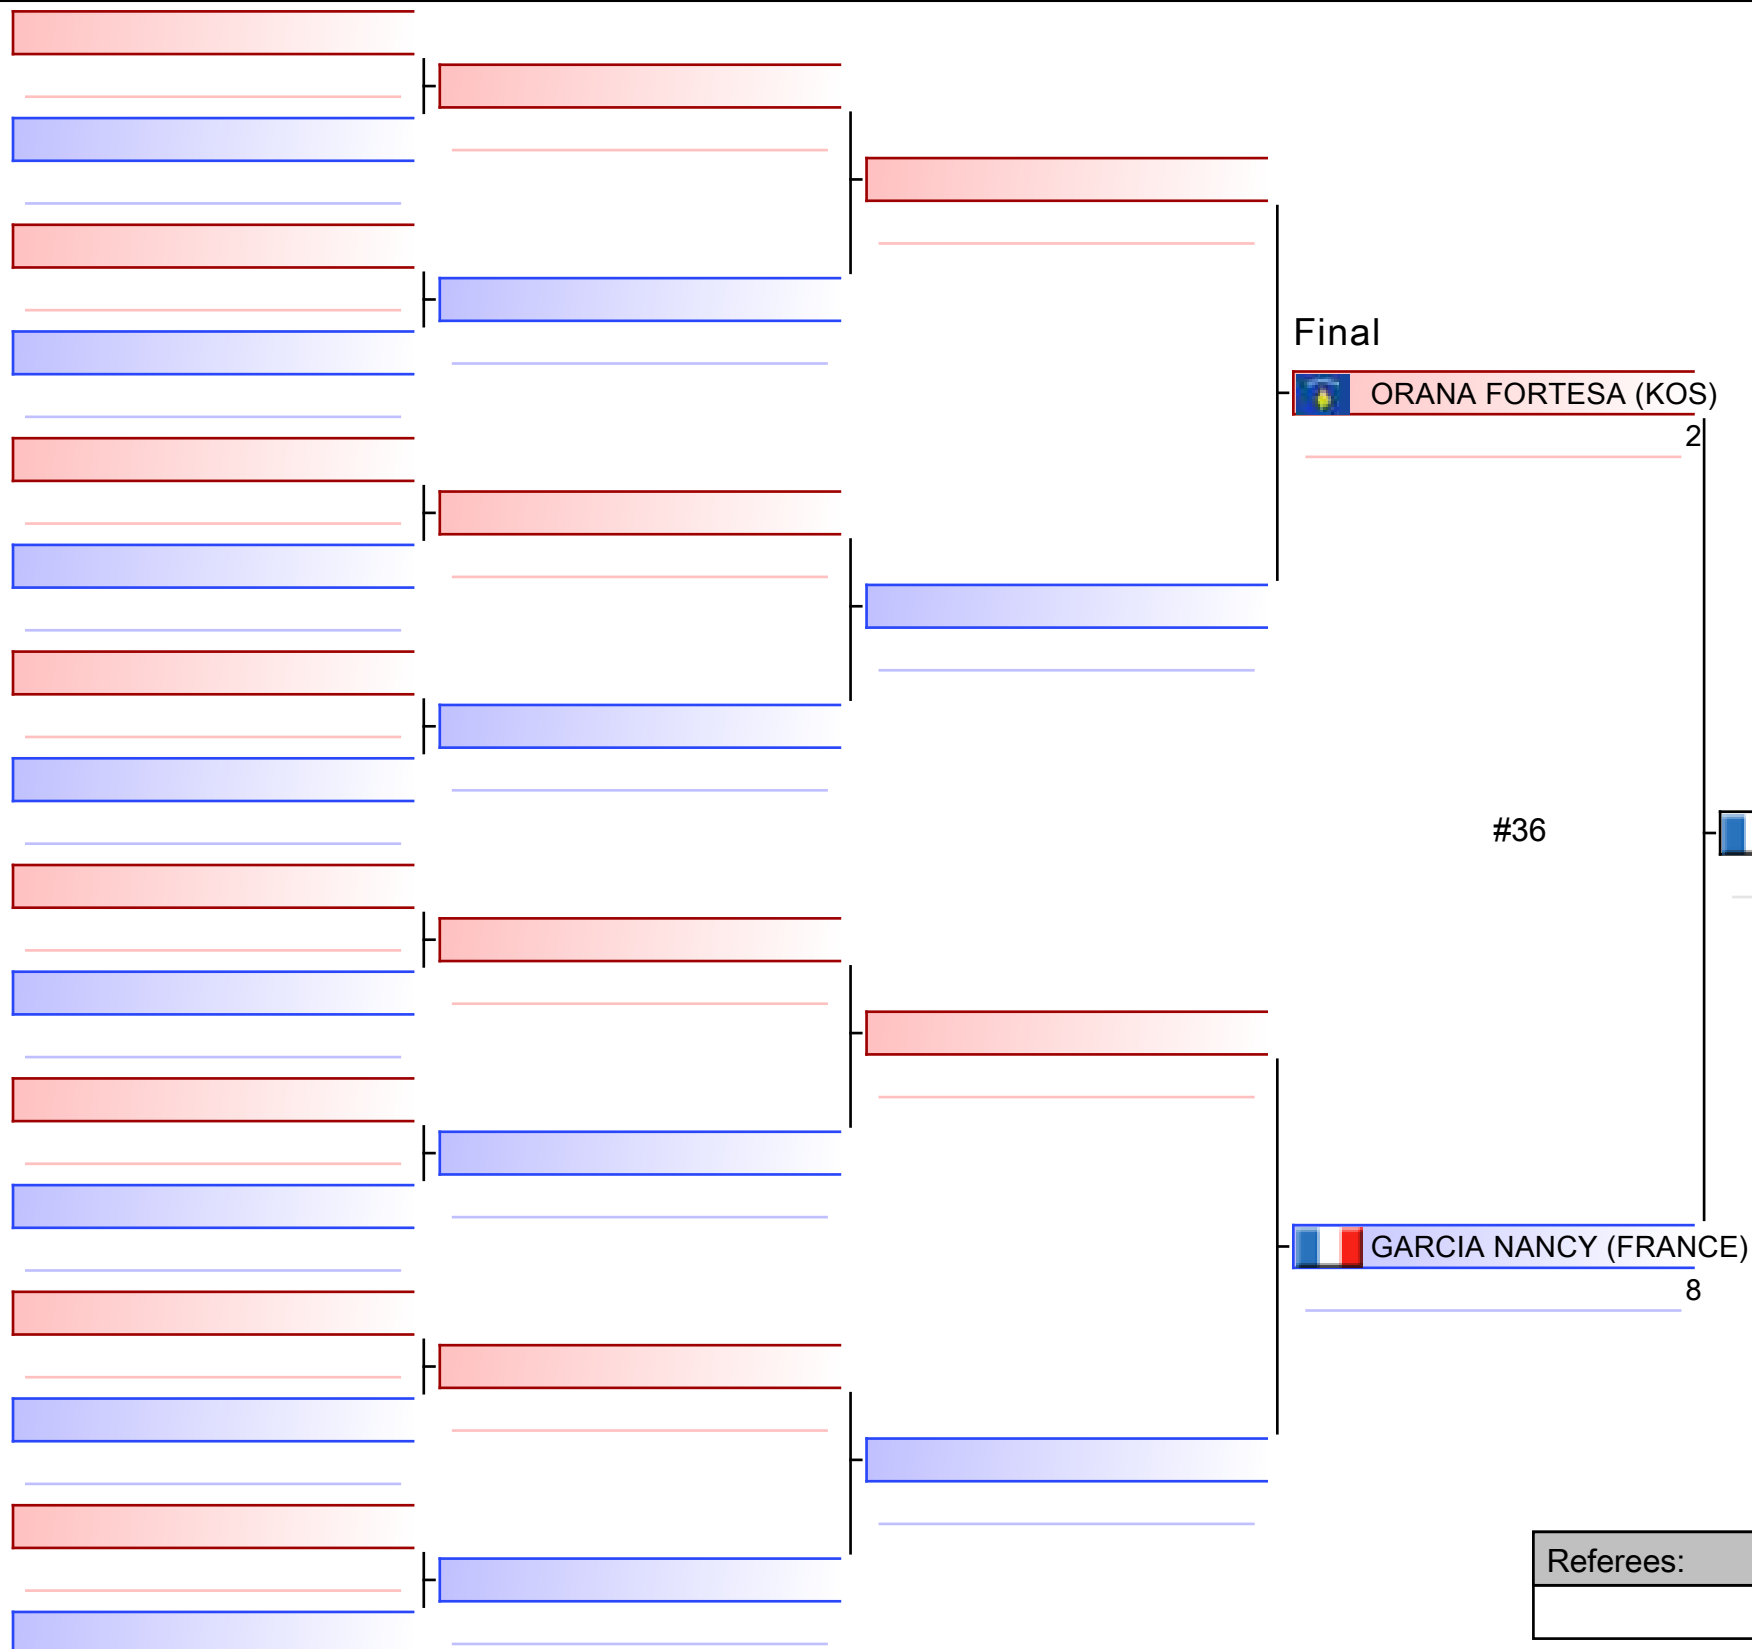 Final
ORANA FORTESA (KOS)
2
#36
GARCIA NANCY (FRANCE)
8
Referees: